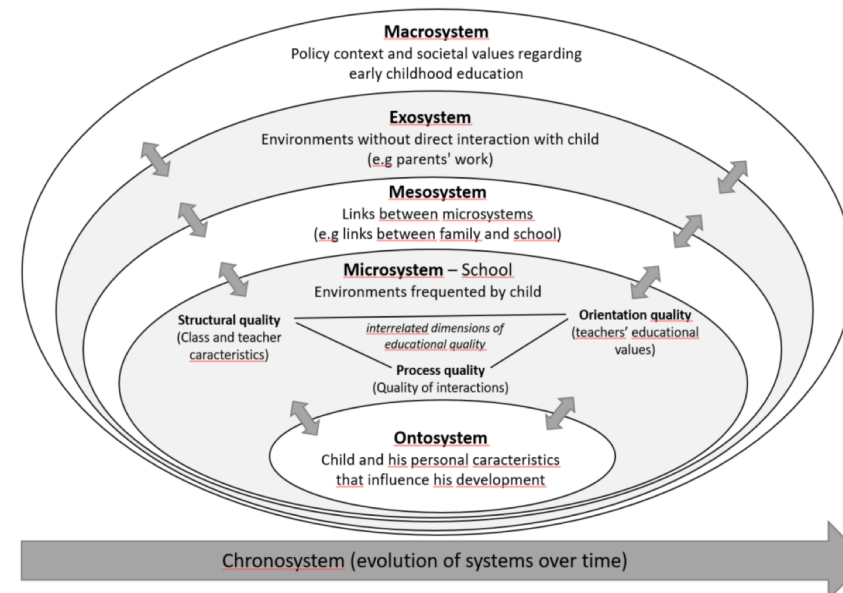 Macrosystem
Policy context and societal values regarding
early childhood education
Exosystem
Environments without direct interaction with child
(e.g parents' work)
Mesosystem
Links between microsystems
(e.g links between family and school)
Microsystem – School
Environments frequented by child
Structural quality
(Class and teacher
caracteristics)
interrelated dimensions of
educational quality
Orientation quality
(teachers' educational
values)
Process quality
(Quality of interactions)
Ontosystem
Child and his personal caracteristics
that influence his development
Chronosystem (evolution of systems over time)